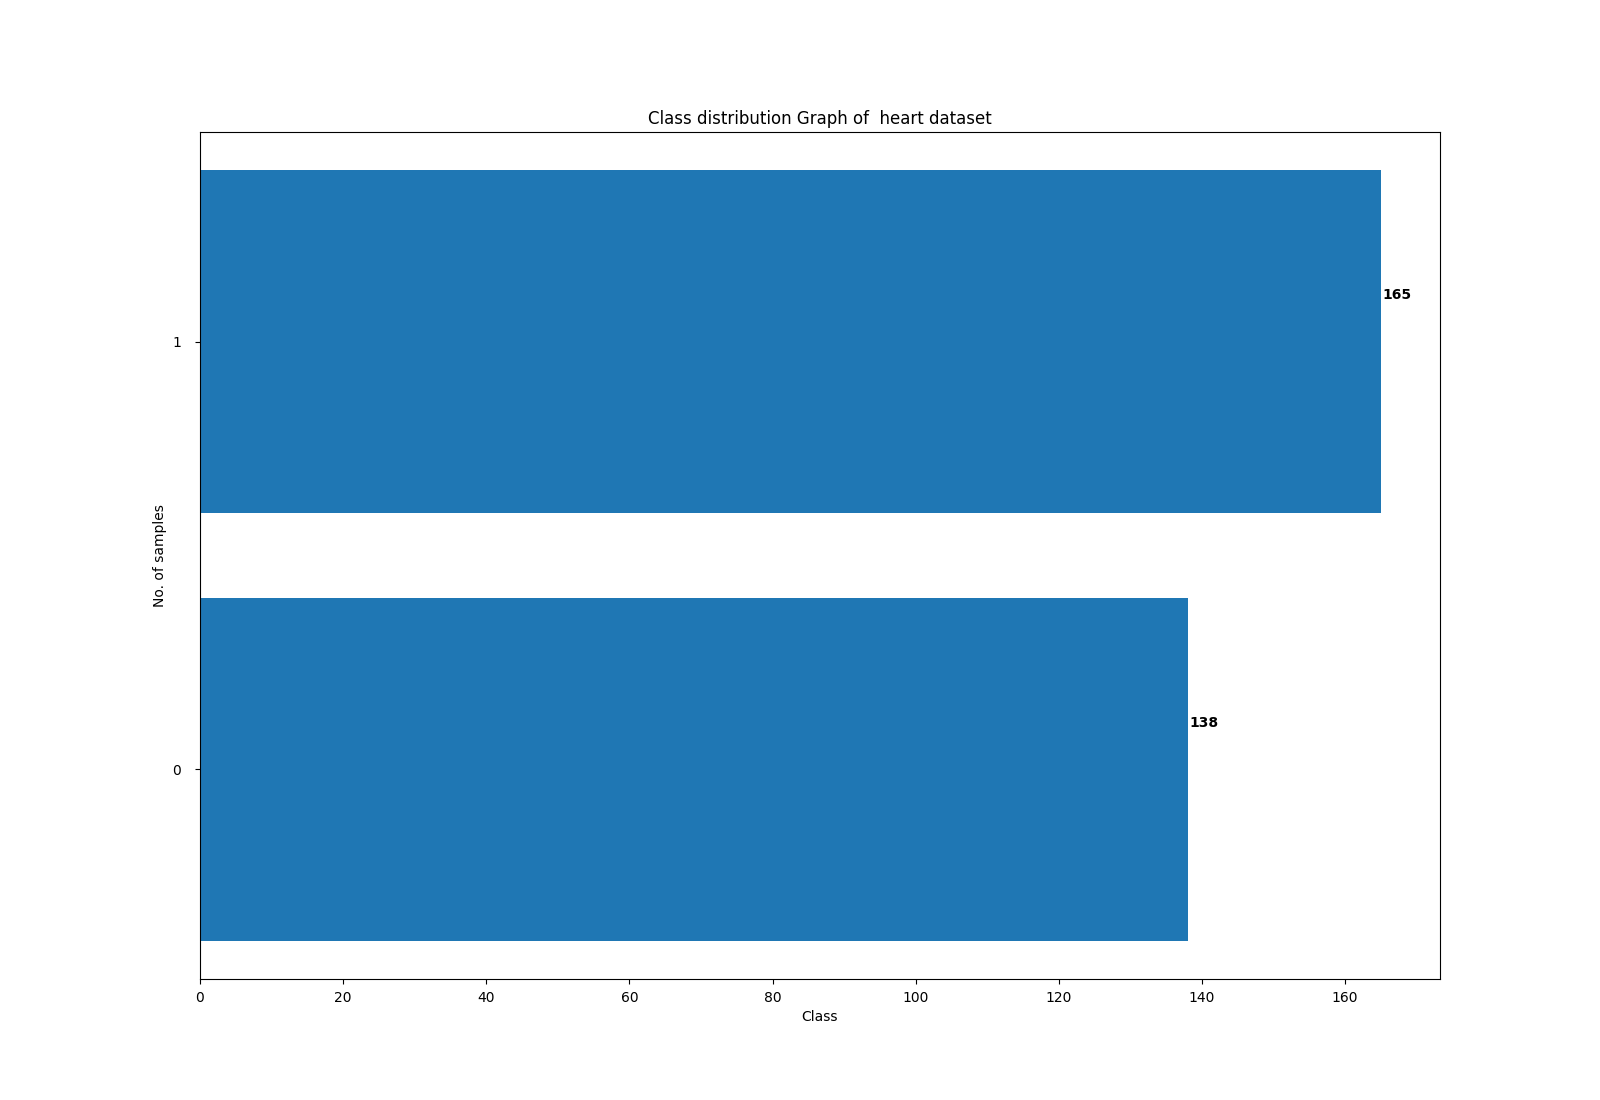 Class distribution Graph of  heart dataset
165
1
No. of samples
138
0
0 20 40 60 80 100 120 140 160
Class